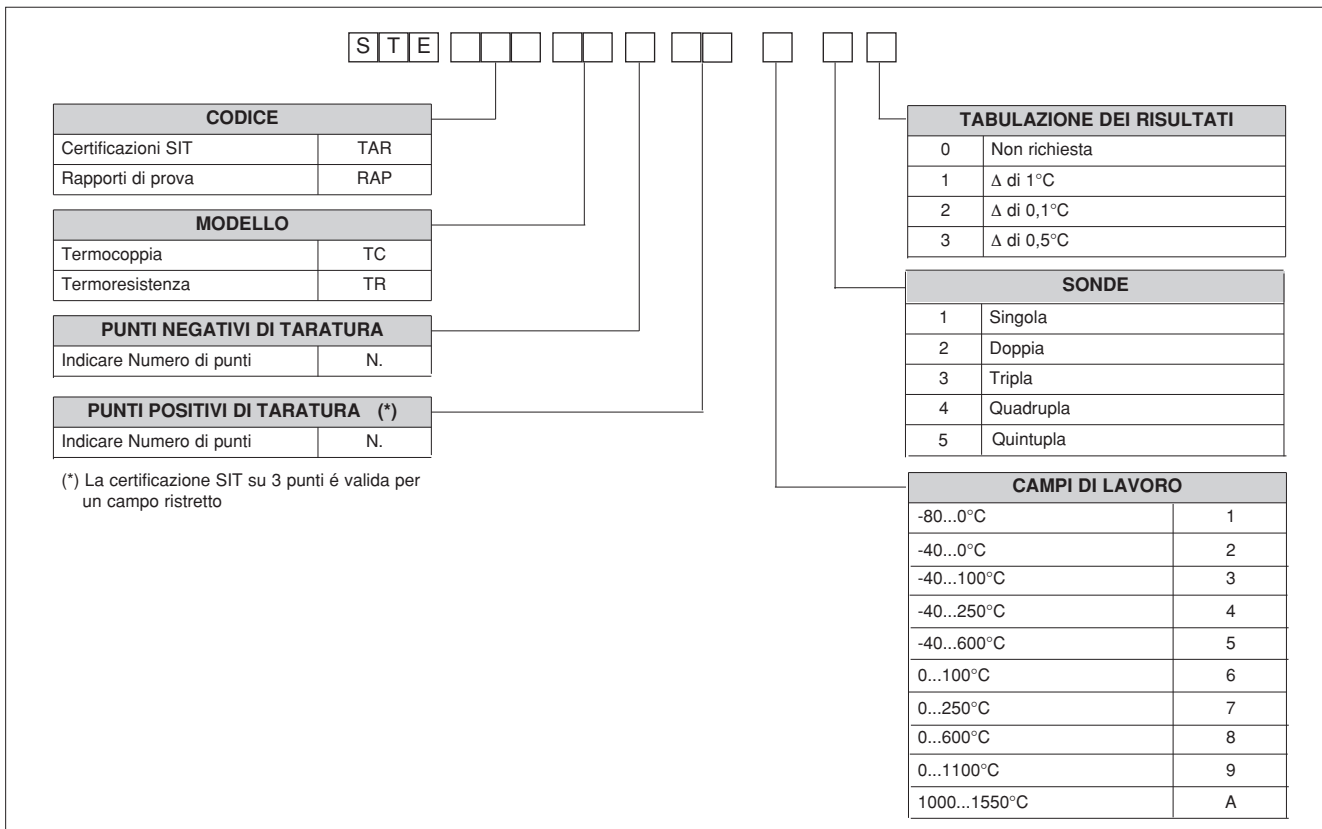 S T E
CODICE
Certificazioni SIT TAR
Rapporti di prova RAP
MODELLO
Termocoppia TC
Termoresistenza TR
PUNTI NEGATIVI DI TARATURA
Indicare Numero di punti N.
PUNTI POSITIVI DI TARATURA (*)
Indicare Numero di punti N.
(*) La certificazione SIT su 3 punti é valida per
un campo ristretto
TABULAZIONE DEI RISULTATI
0 Non richiesta
1 Δ di 1°C
2 Δ di 0,1°C
3 Δ di 0,5°C
SONDE
1 Singola
2 Doppia
3 Tripla
4 Quadrupla
5 Quintupla
CAMPI DI LAVORO
-80...0°C 1
-40...0°C 2
-40...100°C 3
-40...250°C 4
-40...600°C 5
0...100°C 6
0...250°C 7
0...600°C 8
0...1100°C 9
1000...1550°C A